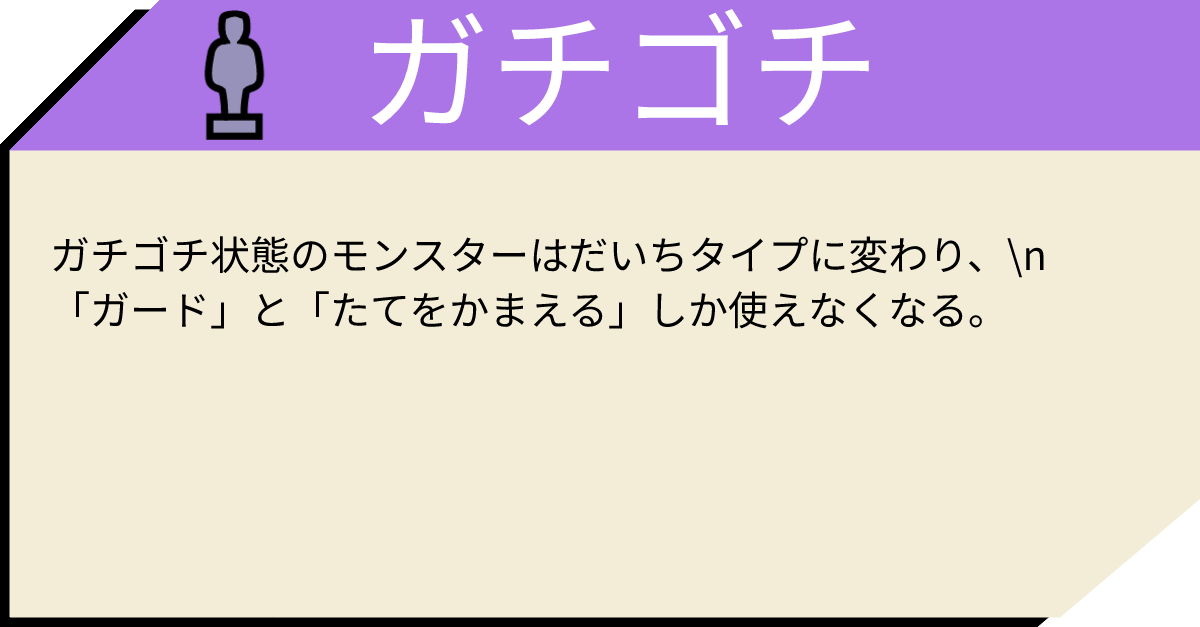 ガチゴチ
ガチゴチ状態のモンスターはだいちタイプに変わり、\n
「ガード」と「たてをかまえる」しか使えなくなる。